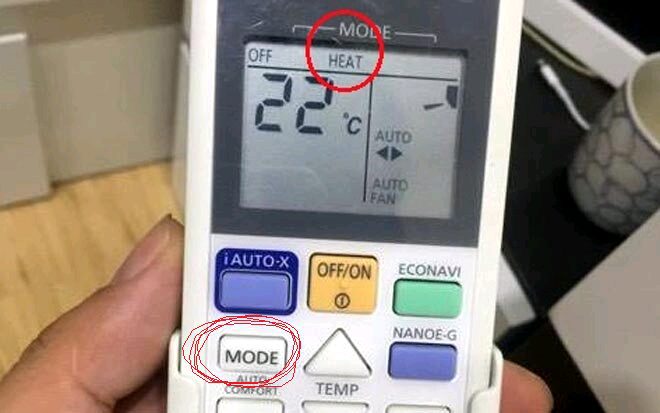 MODE
OFF HEAT
22°C
AUTO
AUTO
FAN
iAUTO-X
OFF/ON
ECONAVI
MODE
NANOE-G
AUTO
COMFORT
TEMP